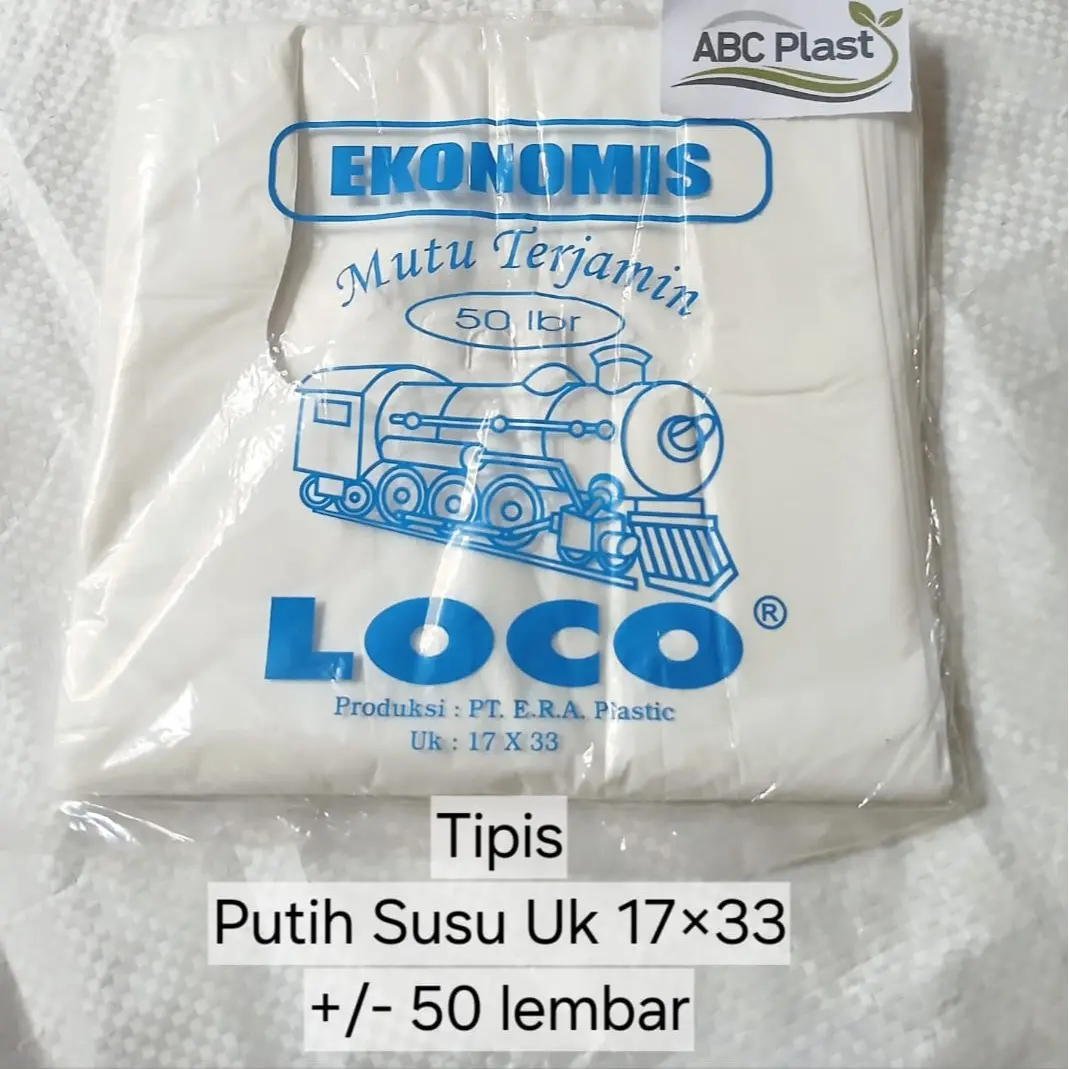 ABC Plast
EKONOMIS
Mutu Terjamin
50 lbr
LOCO ®
Produksi : PT. E.R.A. Plastic
Uk : 17 X 33
Tipis
Putih Susu Uk 17×33
+/- 50 lembar